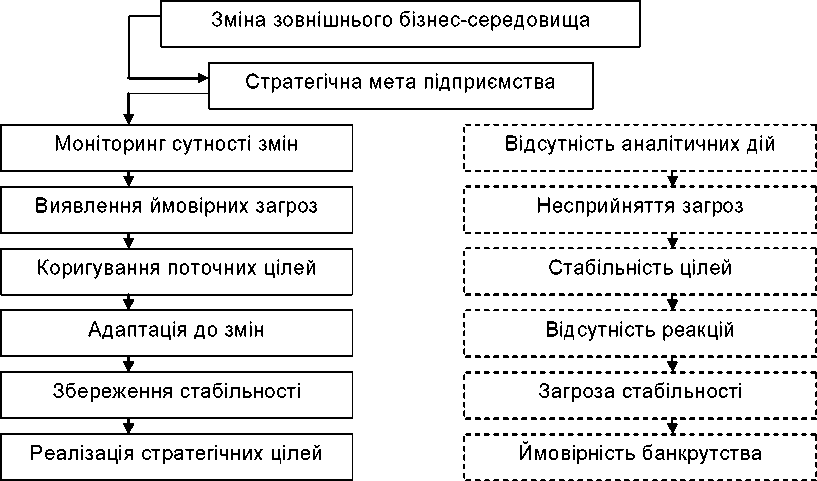 Зміна зовнішнього бізнес-середовища
Стратегічна мета підприємства
Моніторинг сутності змін
Виявлення ймовірних загроз
Коригування поточних цілей
Адаптація до змін
Збереження стабільності
Реалізація стратегічних цілей
Відсутність аналітичних дій
Несприйняття загроз
Стабільність цілей
Відсутність реакцій
Загроза стабільності
Ймовірність банкрутства